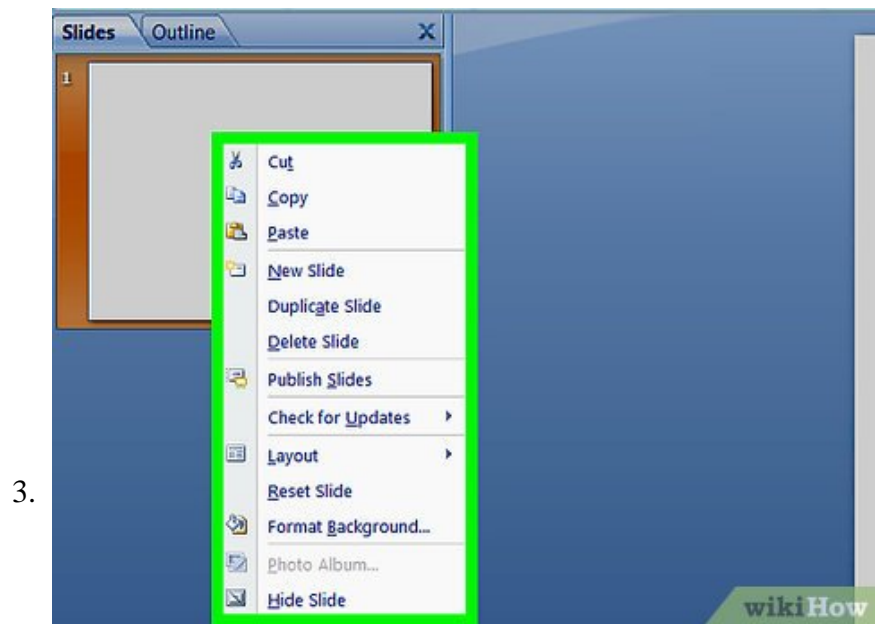 Slides Outline X
1
Cut
Copy
Paste
New Slide
Duplicate Slide
Delete Slide
Publish Slides
Check for Updates
Layout
3.
Reset Slide
Format Background...
Photo Album...
Hide Slide
wikiHow